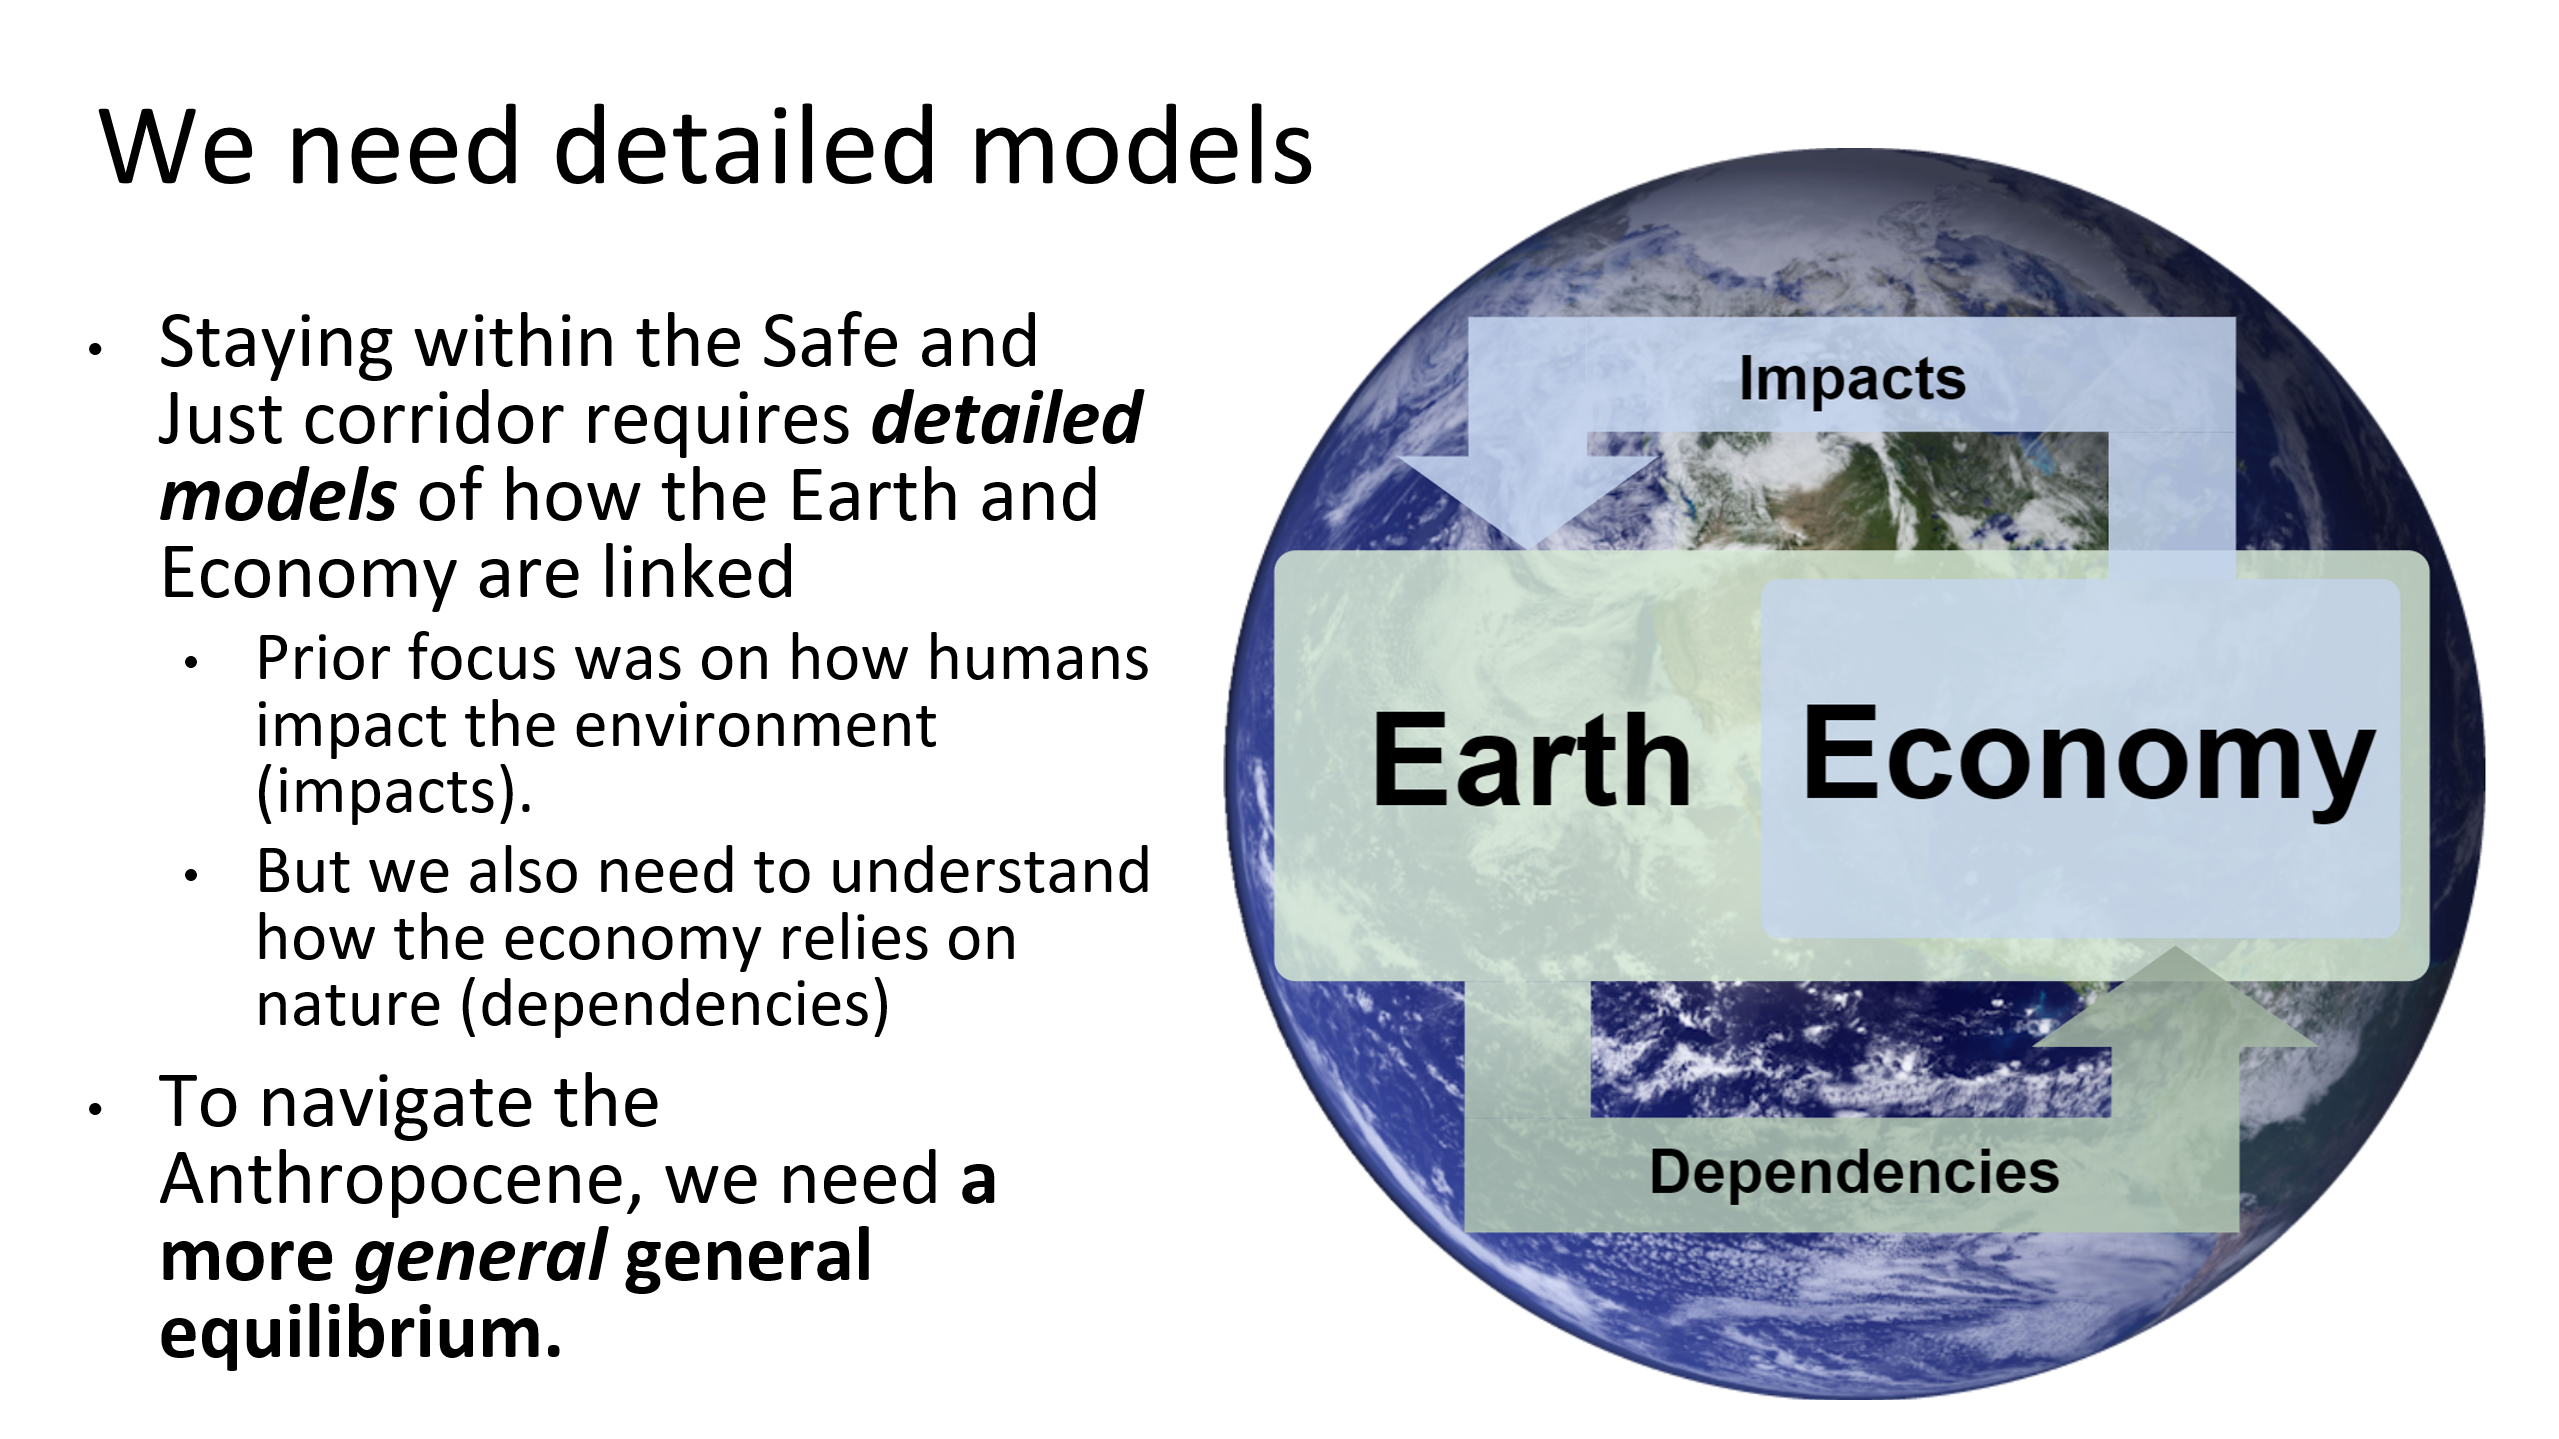 We need detailed models
• Staying within the Safe and
Just corridor requires detailed
models of how the Earth and
Economy are linked
• Prior focus was on how humans
impact the environment
(impacts).
• But we also need to understand
how the economy relies on
nature (dependencies)
• To navigate the
Anthropocene, we need a
more general general
equilibrium.
Impacts
Earth
Economy
Dependencies